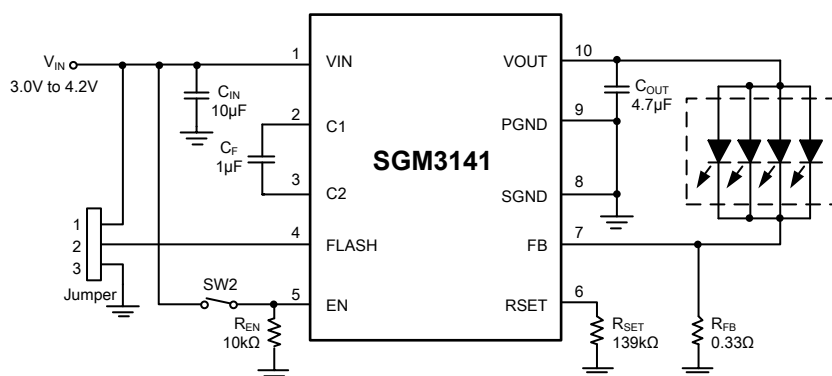 V_IN
3.0V to 4.2V
C_IN
10µF
C_F
1µF
1
2
3
Jumper
SW2
R_EN
10kΩ
1
VIN
2
C1
3
C2
4
FLASH
5
EN
SGM3141
10
VOUT
9
PGND
8
SGND
7
FB
6
RSET
C_OUT
4.7µF
R_SET
139kΩ
R_FB
0.33Ω